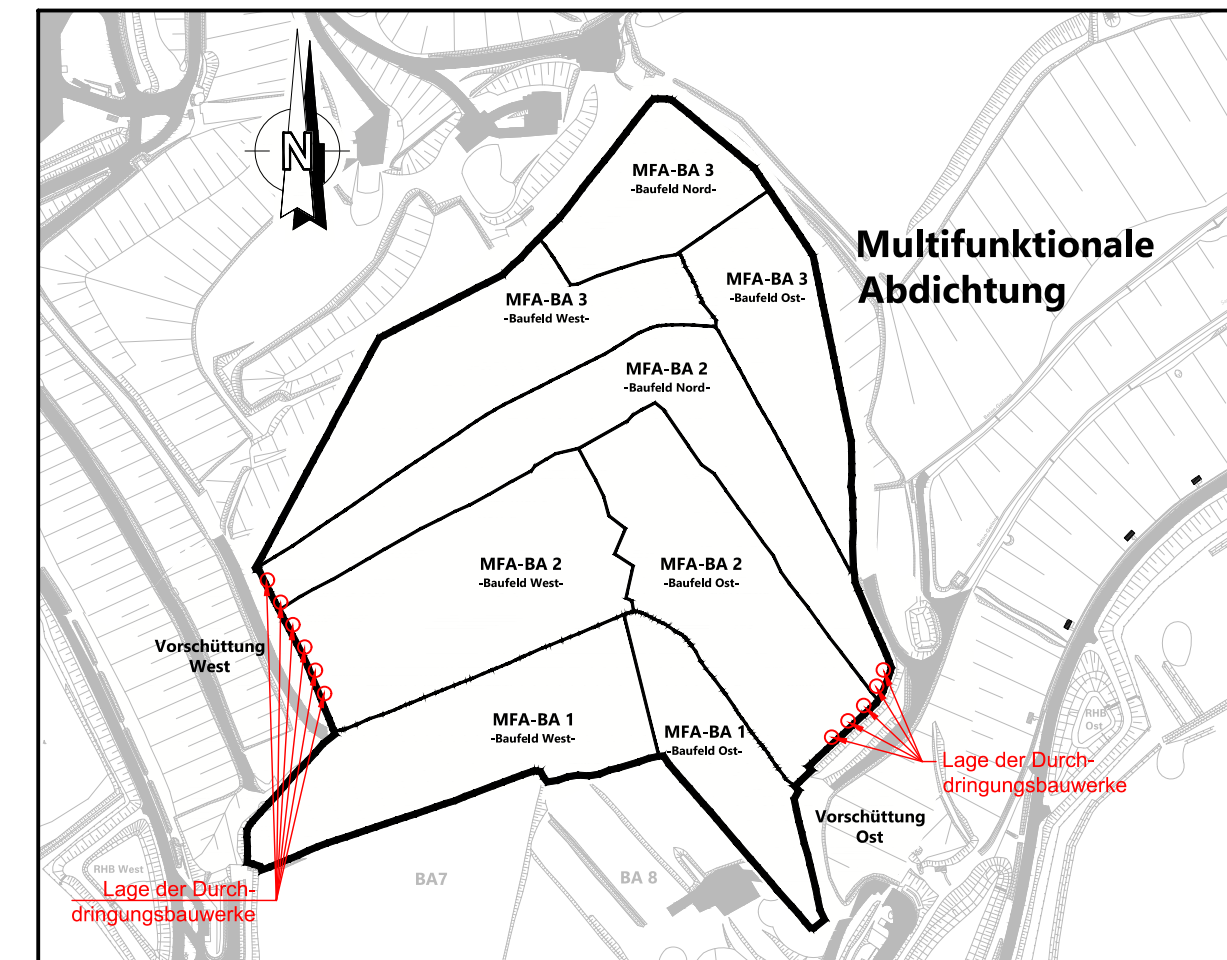 N
MFA-BA 3
-Baufeld Nord-
Multifunktionale
Abdichtung
MFA-BA 3
-Baufeld Ost-
MFA-BA 3
-Baufeld West-
MFA-BA 2
-Baufeld Nord-
MFA-BA 2
-Baufeld West-
MFA-BA 2
-Baufeld Ost-
Vorschüttung
West
MFA-BA 1
-Baufeld West-
MFA-BA 1
-Baufeld Ost-
RHB
Ost
Lage der Durch-
dringungsbauwerke
Vorschüttung
Ost
RHB West
BA7
BA 8
Lage der Durch-
dringungsbauwerke